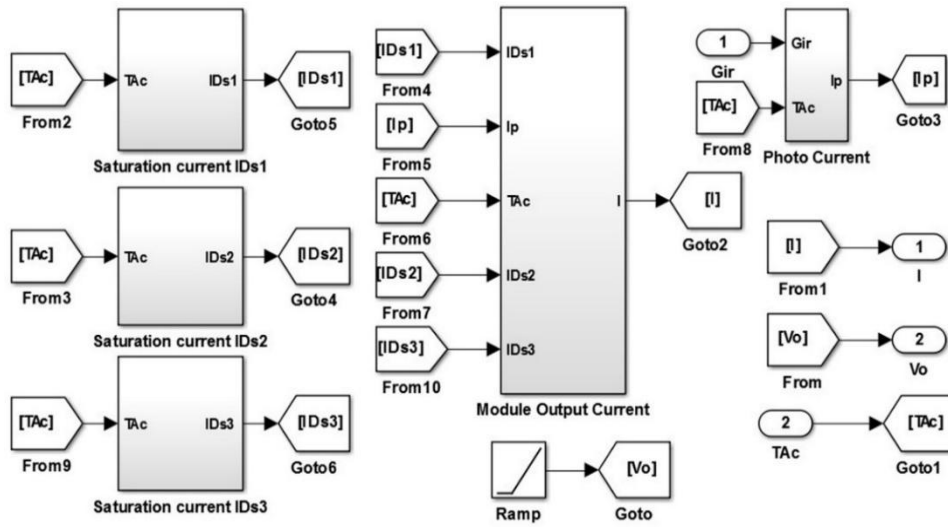 [TAc]
From2
TAc
IDs1
Saturation current IDs1
[IDs1]
Goto5
[TAc]
From3
TAc
IDs2
Saturation current IDs2
[IDs2]
Goto4
[TAc]
From9
TAc
IDs3
Saturation current IDs3
[IDs3]
Goto6
[IDs1]
From4
[Ip]
From5
[TAc]
From6
[IDs2]
From7
[IDs3]
From10
IDs1
Ip
TAc
IDs2
IDs3
I
Module Output Current
[I]
Goto2
Ramp
[Vo]
Goto
1
Gir
[TAc]
From8
Gir
TAc
Ip
Photo Current
[Ip]
Goto3
[I]
From1
1
I
[Vo]
From
2
Vo
2
TAc
[TAc]
Goto1